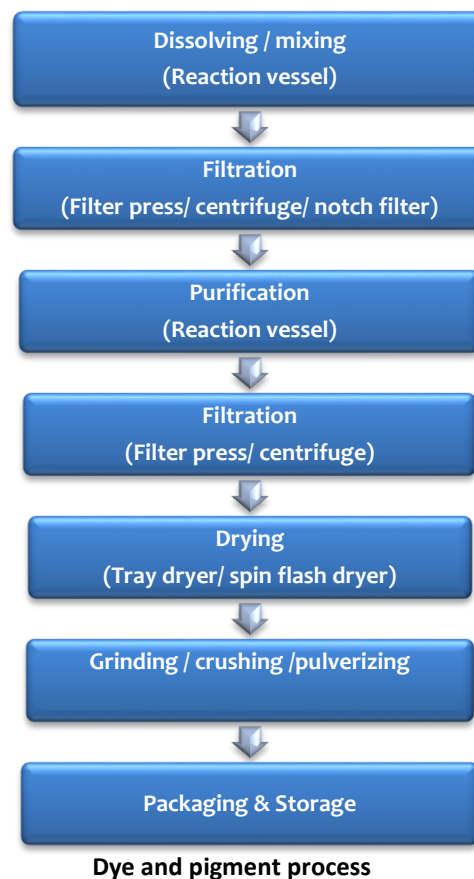 Dissolving / mixing
(Reaction vessel)
Filtration
(Filter press/ centrifuge/ notch filter)
Purification
(Reaction vessel)
Filtration
(Filter press/ centrifuge)
Drying
(Tray dryer/ spin flash dryer)
Grinding / crushing /pulverizing
Packaging & Storage
Dye and pigment process